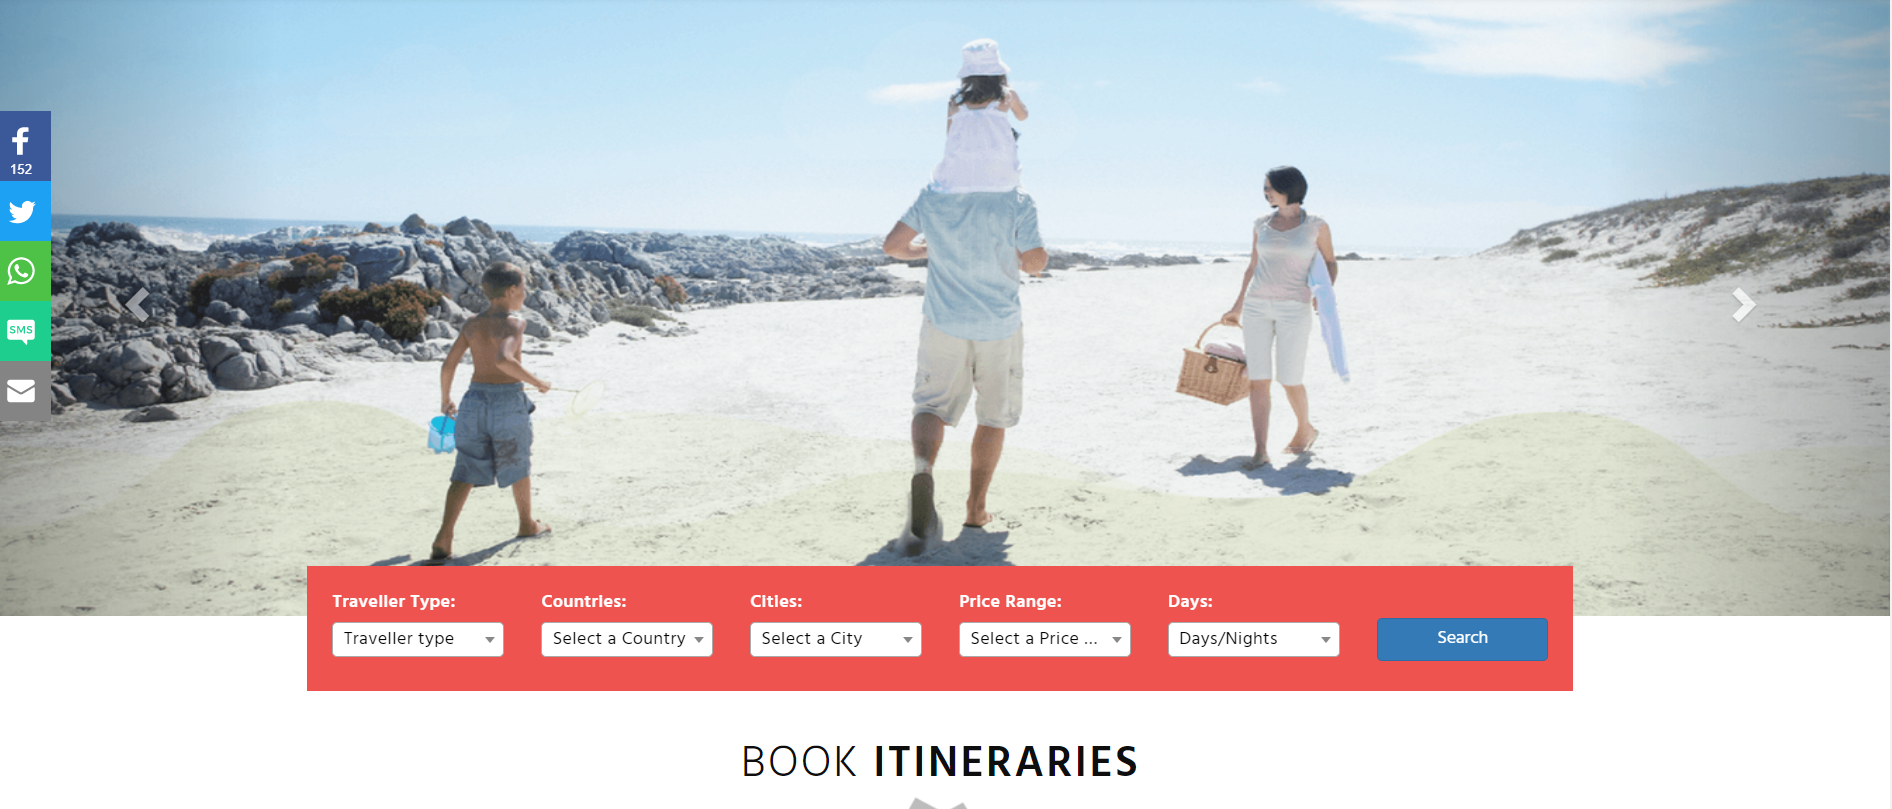 152
SMS
Traveller Type:
Countries:
Cities:
Price Range:
Days:
Traveller type
Select a Country
Select a City
Select a Price ...
Days/Nights
Search
BOOK ITINERARIES